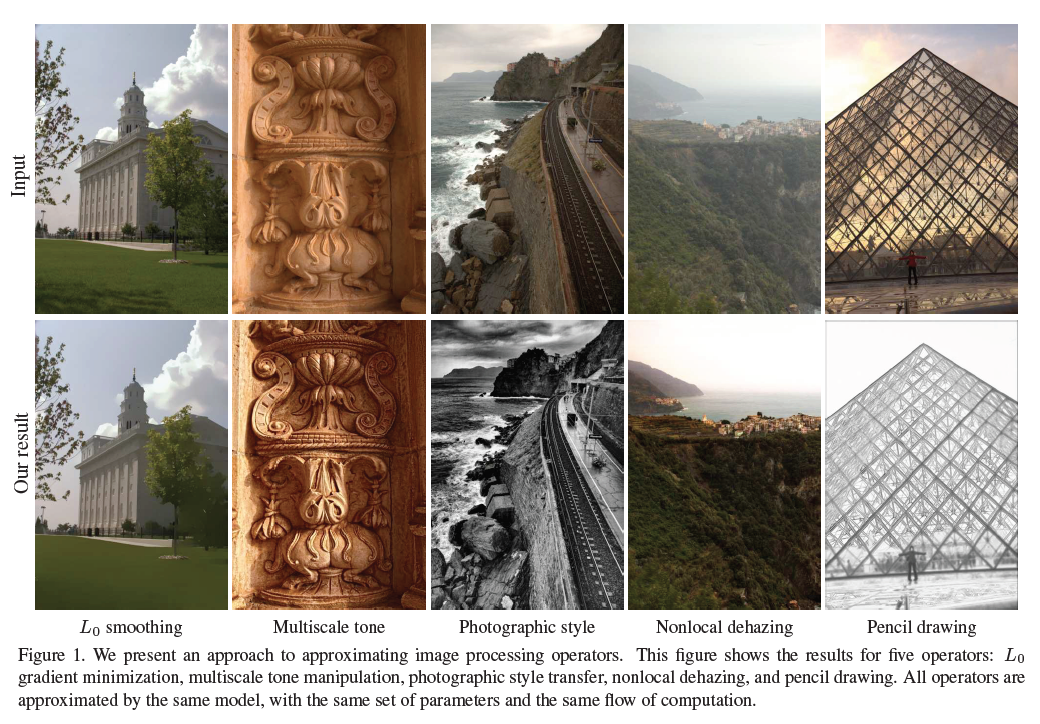 Input
Our result
L₀ smoothing
Multiscale tone
Photographic style
Nonlocal dehazing
Pencil drawing
Figure 1. We present an approach to approximating image processing operators. This figure shows the results for five operators: L₀
gradient minimization, multiscale tone manipulation, photographic style transfer, nonlocal dehazing, and pencil drawing. All operators are
approximated by the same model, with the same set of parameters and the same flow of computation.